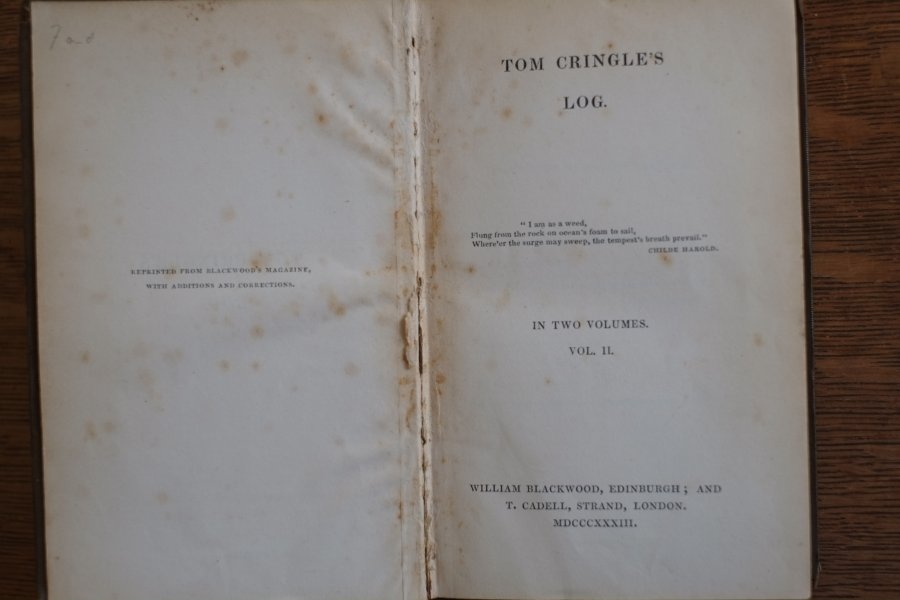 REPRINTED FROM BLACKWOOD'S MAGAZINE,
WITH ADDITIONS AND CORRECTIONS.
TOM CRINGLE'S
LOG.
" I am as a weed,
Flung from the rock on ocean's foam to sail,
Where'er the surge may sweep, the tempest's breath prevail."
CHILDE HAROLD.
IN TWO VOLUMES.
VOL. II.
WILLIAM BLACKWOOD, EDINBURGH ; AND
T. CADELL, STRAND, LONDON.
MDCCCXXXIII.